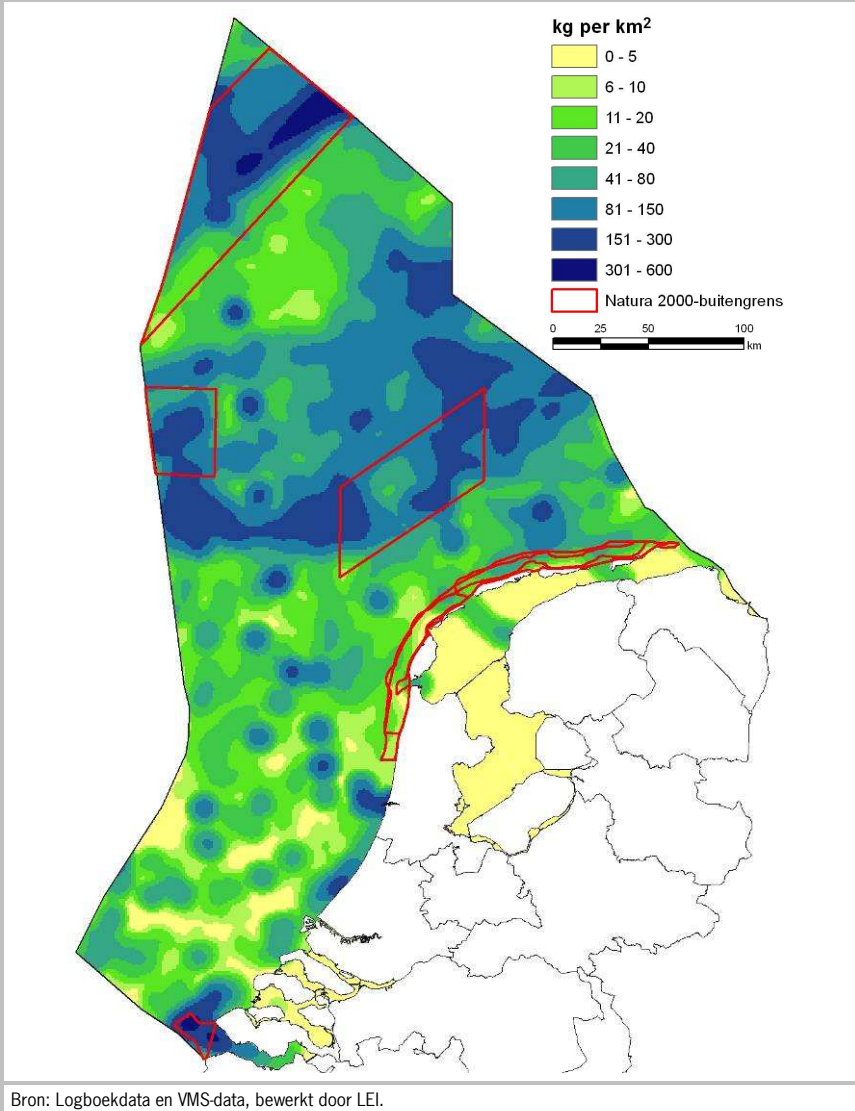 kg per km²
0 - 5
6 - 10
11 - 20
21 - 40
41 - 80
81 - 150
151 - 300
301 - 600
Natura 2000-buitengrens
0 25 50 100
km
Bron: Logboekdata en VMS-data, bewerkt door LEI.